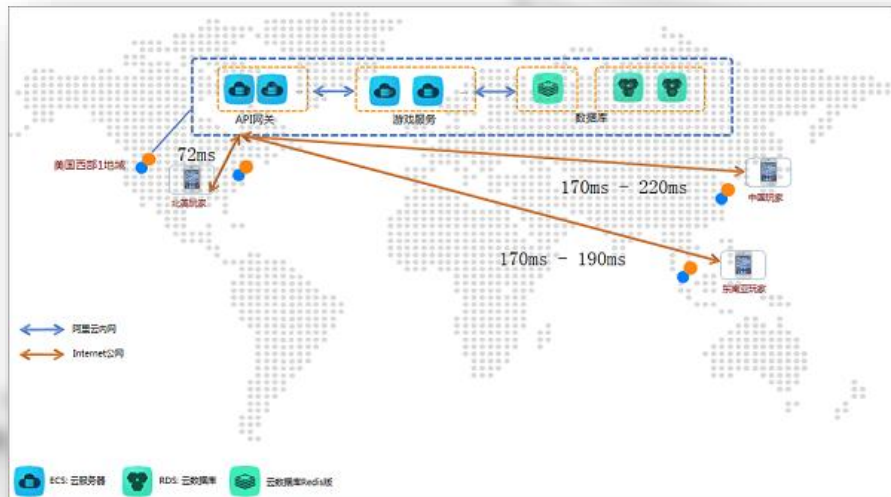 API网关
游戏服务
数据库
美国西部1地域
72ms
北美玩家
170ms - 220ms
中国玩家
170ms - 190ms
东南亚玩家
阿里云内网
Internet公网
ECS: 云服务器
RDS: 云数据库
云数据库Redis版